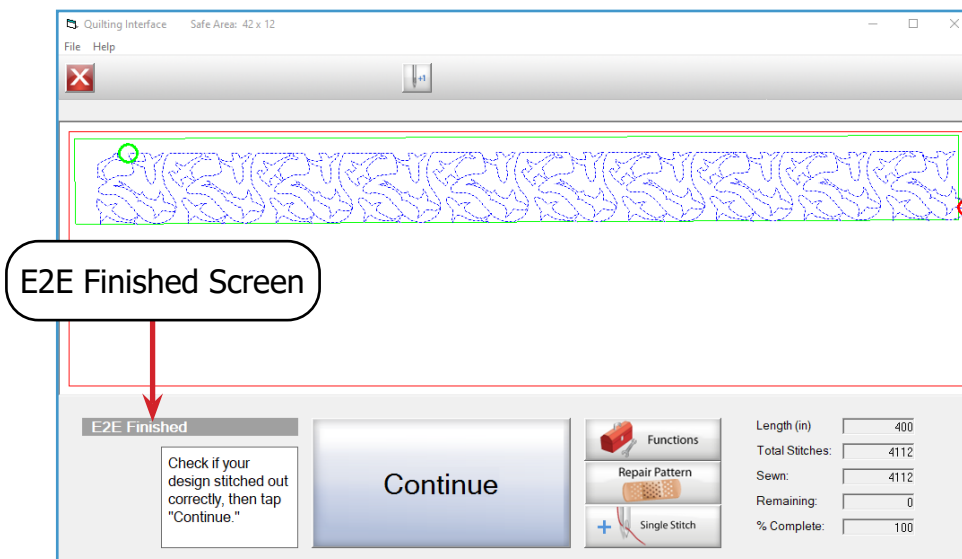 Quilting Interface Safe Area: 42 x 12
File Help
+1
E2E Finished Screen
E2E Finished
Check if your
design stitched out
correctly, then tap
"Continue."
Continue
Functions
Repair Pattern
Single Stitch
Length (in) 400
Total Stitches: 4112
Sewn: 4112
Remaining: 0
% Complete: 100